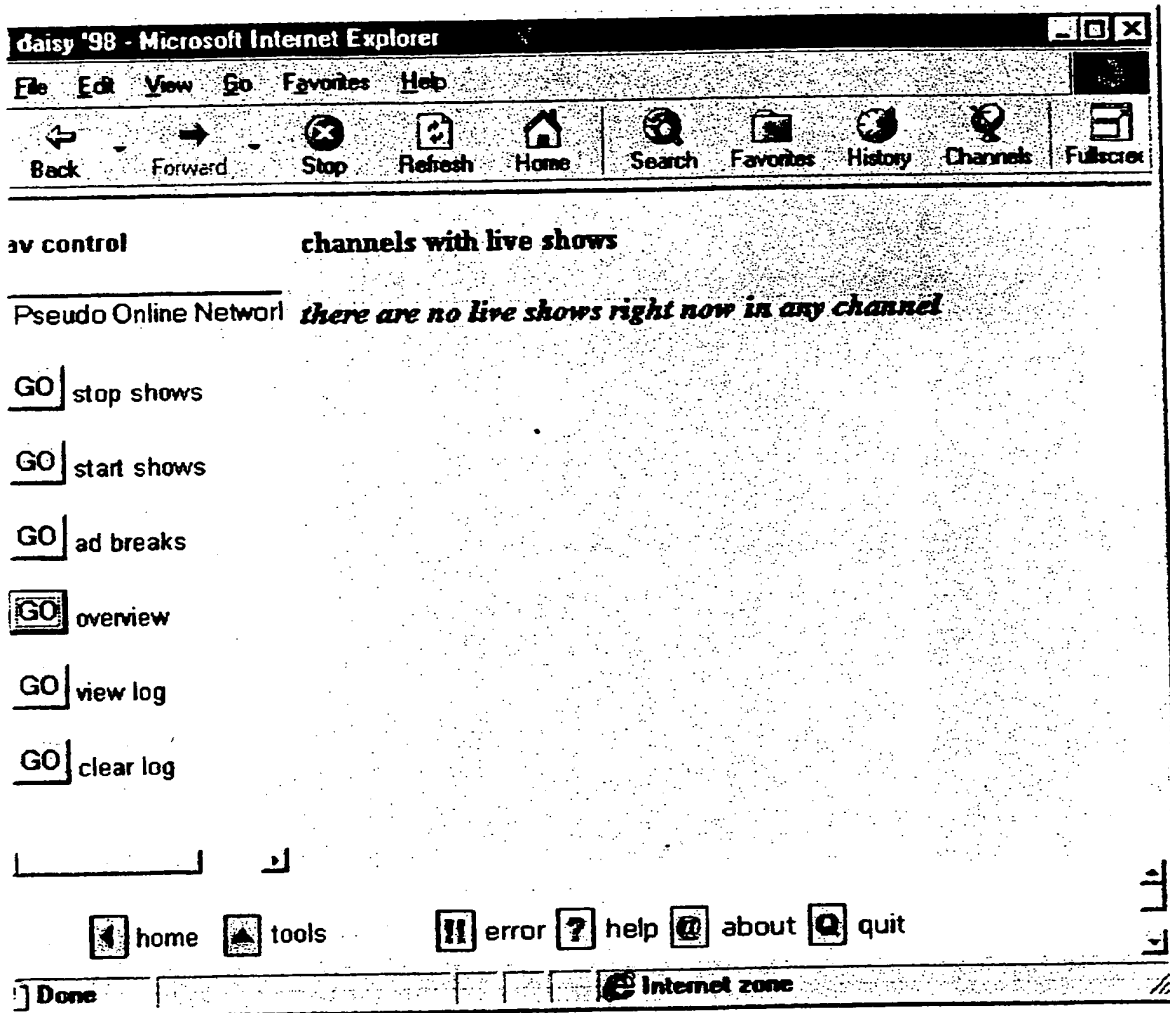 daisy '98 - Microsoft Internet Explorer
File Edit View Go Favorites Help
Back Forward Stop Refresh Home Search Favorites History Channels Fullscree
av control
channels with live shows
Pseudo Online Networl
there are no live shows right now in any channel
GO stop shows
GO start shows
GO ad breaks
GO overview
GO view log
GO clear log
home tools !! error ? help @ about Q quit
Done Internet zone